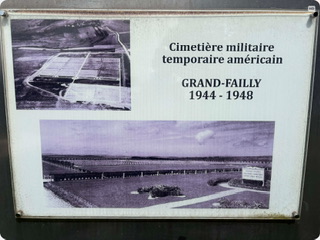 Cimetière militaire
temporaire américain
GRAND-FAILLY
1944 - 1948